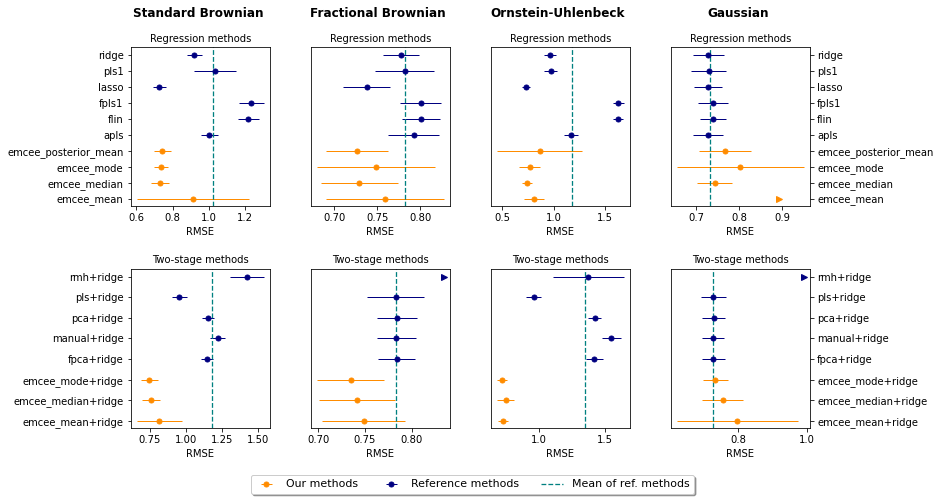 Standard Brownian Fractional Brownian Ornstein-Uhlenbeck Gaussian
Regression methods Regression methods Regression methods Regression methods
ridge ridge
pls1 pls1
lasso lasso
fpls1 fpls1
flin flin
apls apls
emcee_posterior_mean emcee_posterior_mean
emcee_mode emcee_mode
emcee_median emcee_median
emcee_mean emcee_mean
0.6 0.8 1.0 1.2 0.70 0.75 0.80 0.5 1.0 1.5 0.7 0.8 0.9
RMSE RMSE RMSE RMSE
Two-stage methods Two-stage methods Two-stage methods Two-stage methods
rmh+ridge rmh+ridge
pls+ridge pls+ridge
pca+ridge pca+ridge
manual+ridge manual+ridge
fpca+ridge fpca+ridge
emcee_mode+ridge emcee_mode+ridge
emcee_median+ridge emcee_median+ridge
emcee_mean+ridge emcee_mean+ridge
0.75 1.00 1.25 1.50 0.70 0.75 0.80 1.0 1.5 0.8 1.0
RMSE RMSE RMSE RMSE
Our methods Reference methods Mean of ref. methods